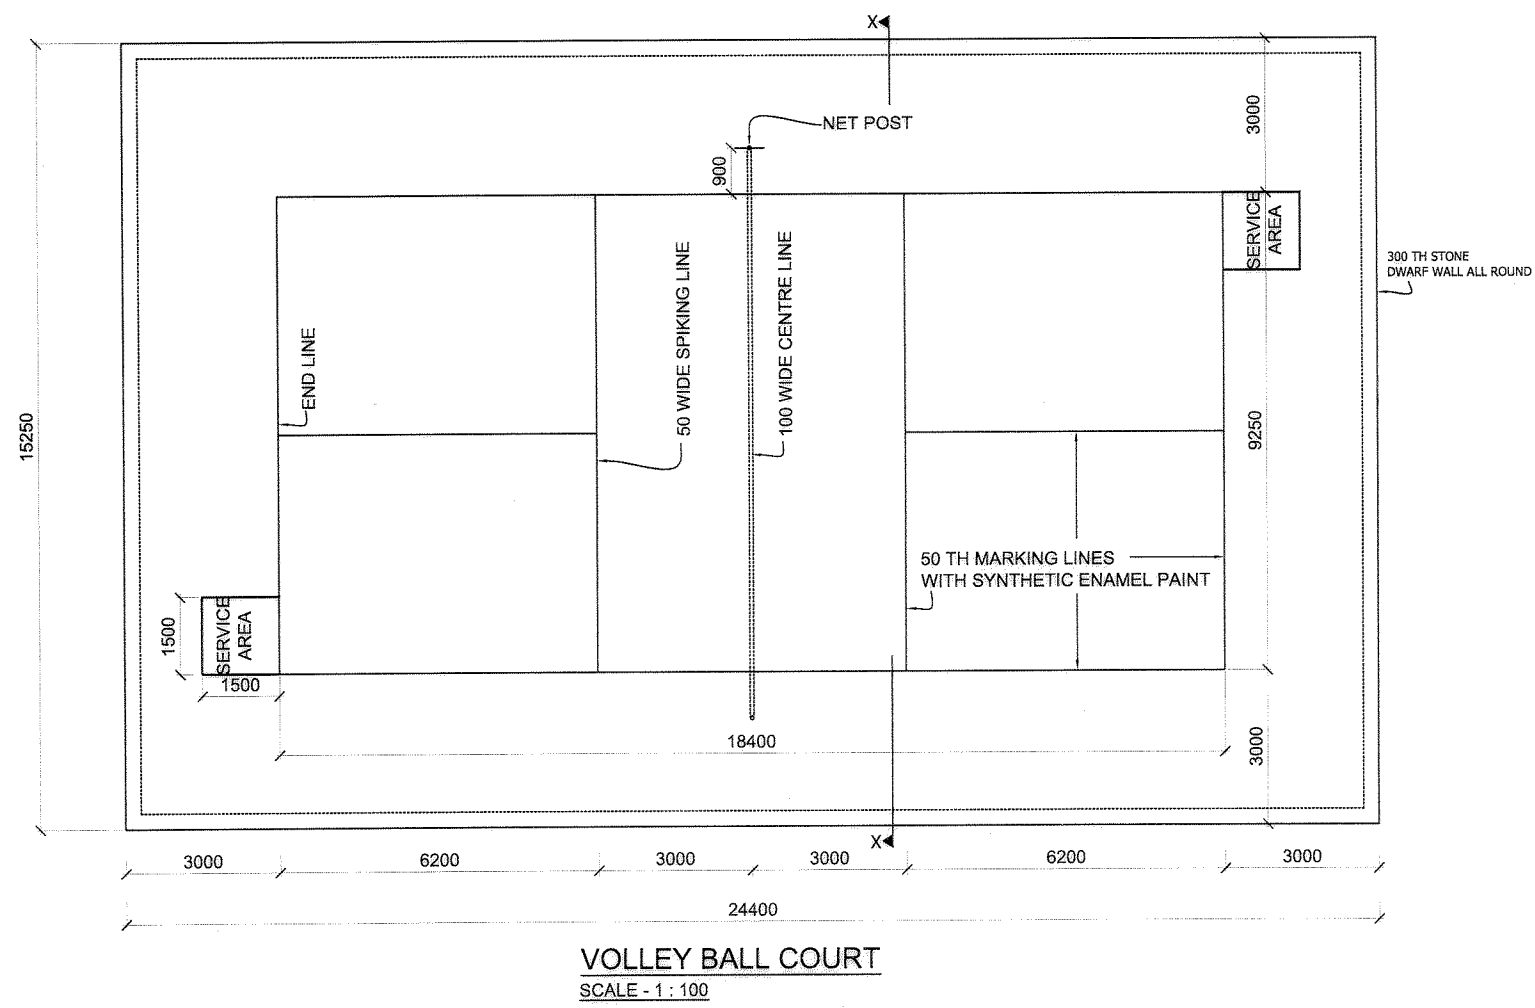 X
NET POST
3000
900
SERVICE
AREA
300 TH STONE
DWARF WALL ALL ROUND
END LINE
50 WIDE SPIKING LINE
100 WIDE CENTRE LINE
15250
9250
50 TH MARKING LINES
WITH SYNTHETIC ENAMEL PAINT
1500
SERVICE
AREA
1500
18400
3000
X
3000
6200
3000
3000
6200
3000
24400
VOLLEY BALL COURT
SCALE - 1 : 100